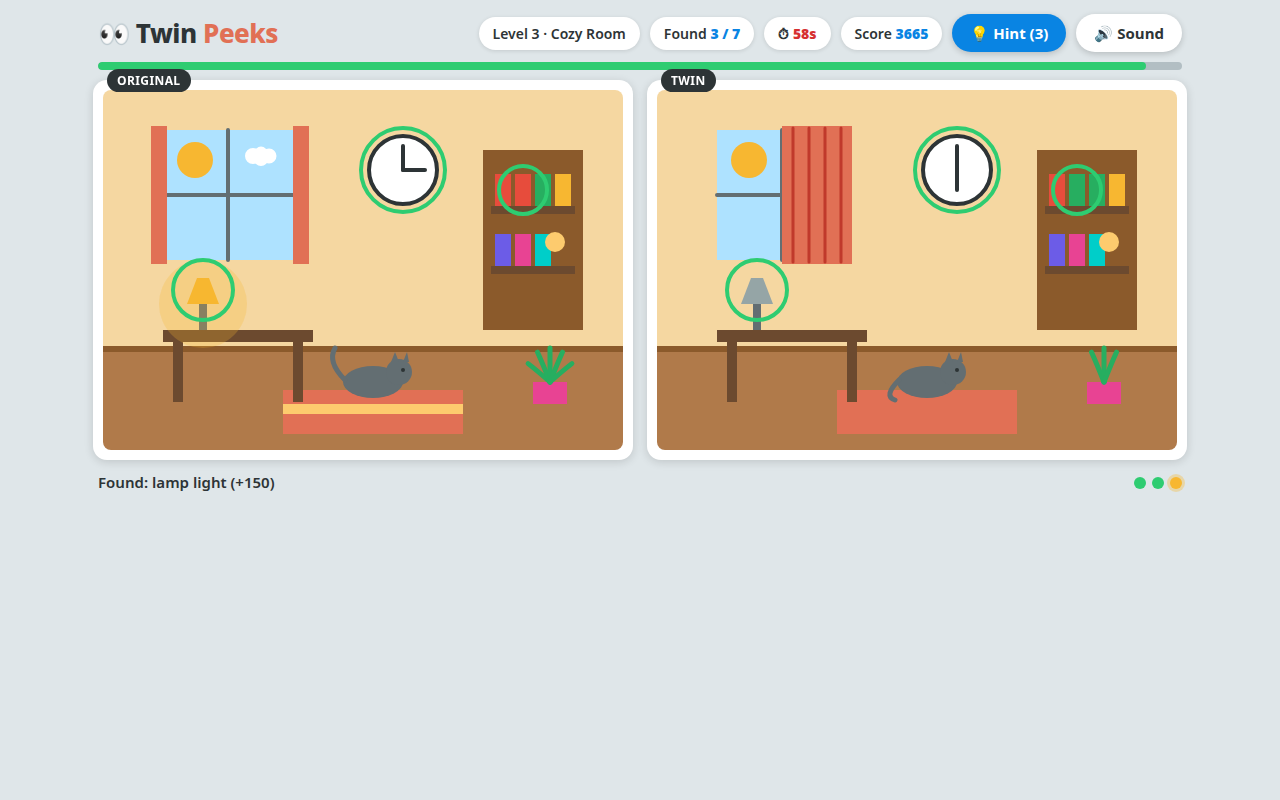 👀 Twin Peeks
Level 3 · Cozy Room
Found 3 / 7
⏱ 58s
Score 3665
💡 Hint (3)
🔊 Sound
ORIGINAL
TWIN
Found: lamp light (+150)